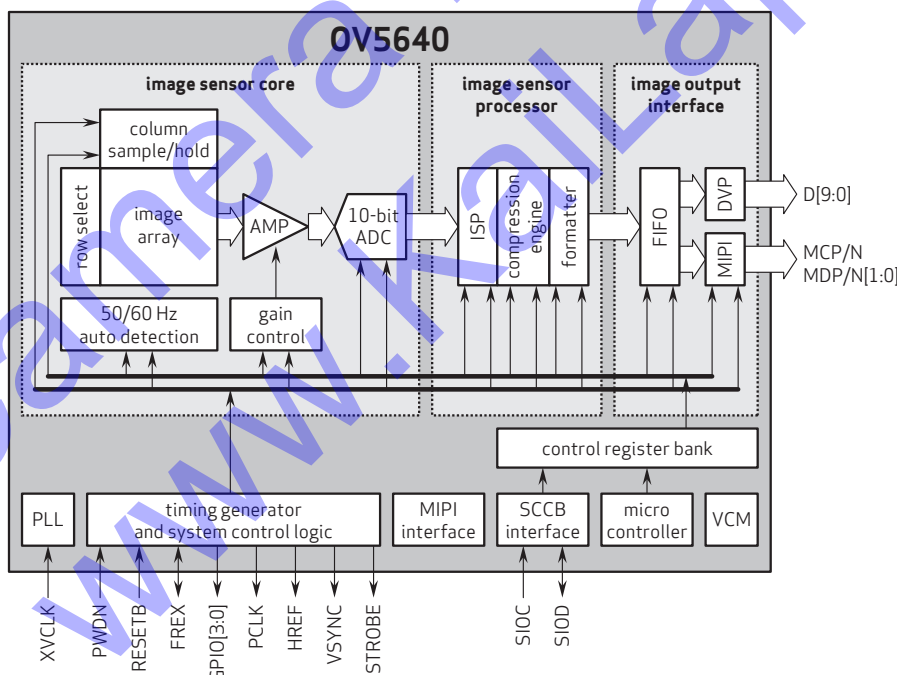 OV5640
image sensor core
image sensor
processor
image output
interface
column
sample/hold
row select
image
array
AMP
10-bit
ADC
ISP
compression
engine
formatter
FIFO
DVP
MIPI
D[9:0]
MCP/N
MDP/N[1:0]
50/60 Hz
auto detection
gain
control
control register bank
PLL
timing generator
and system control logic
MIPI
interface
SCCB
interface
micro
controller
VCM
XVCLK
PWDN
RESETB
FREX
GPIO[3:0]
PCLK
HREF
VSYNC
STROBE
SIOC
SIOD
camera
www.KaiLa